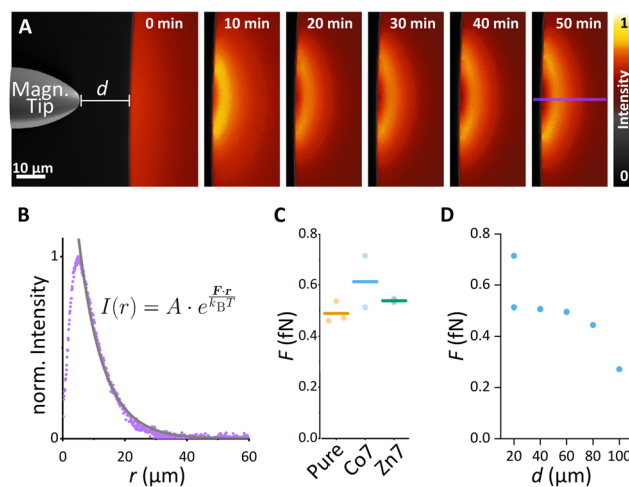 A
0 min
10 min
20 min
30 min
40 min
50 min
1
Magn.
Tip
d
10 µm
Intensity
0
B
norm. Intensity
1
0
I(r) = A · e^{F·r / k_B T}
0 20 40 60
r (µm)
C
F (fN)
0.8
0.6
0.4
0.2
0.0
Pure Co7 Zn7
D
F (fN)
0.8
0.6
0.4
0.2
0.0
20 40 60 80 100
d (µm)